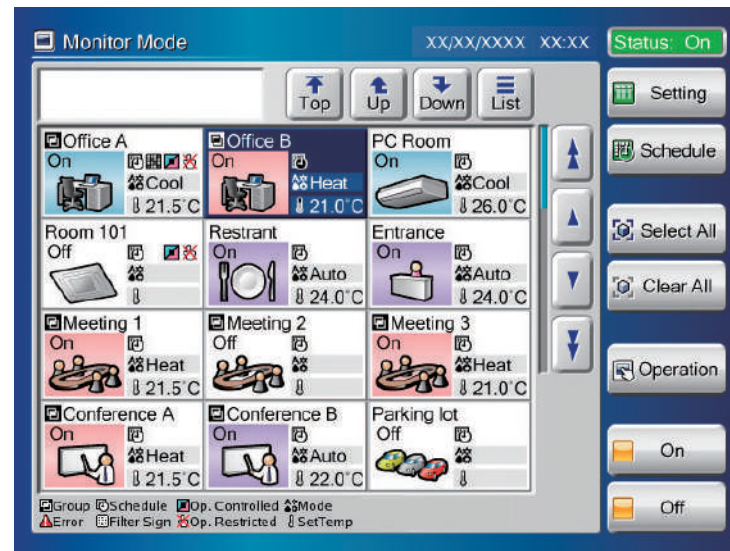 Monitor Mode XX/XX/XXXX XX:XX Status: On
Top Up Down List
Setting
Schedule
Select All
Clear All
Operation
On
Off
Office A
On
Cool
21.5°C
Office B
On
Heat
21.0°C
PC Room
On
Cool
26.0°C
Room 101
Off
Restrant
On
Auto
24.0°C
Entrance
On
Auto
24.0°C
Meeting 1
On
Heat
21.5°C
Meeting 2
Off
Meeting 3
On
Heat
21.0°C
Conference A
On
Heat
21.5°C
Conference B
On
Auto
22.0°C
Parking lot
Off
Group Schedule Op. Controlled Mode
Error Filter Sign Op. Restricted SetTemp